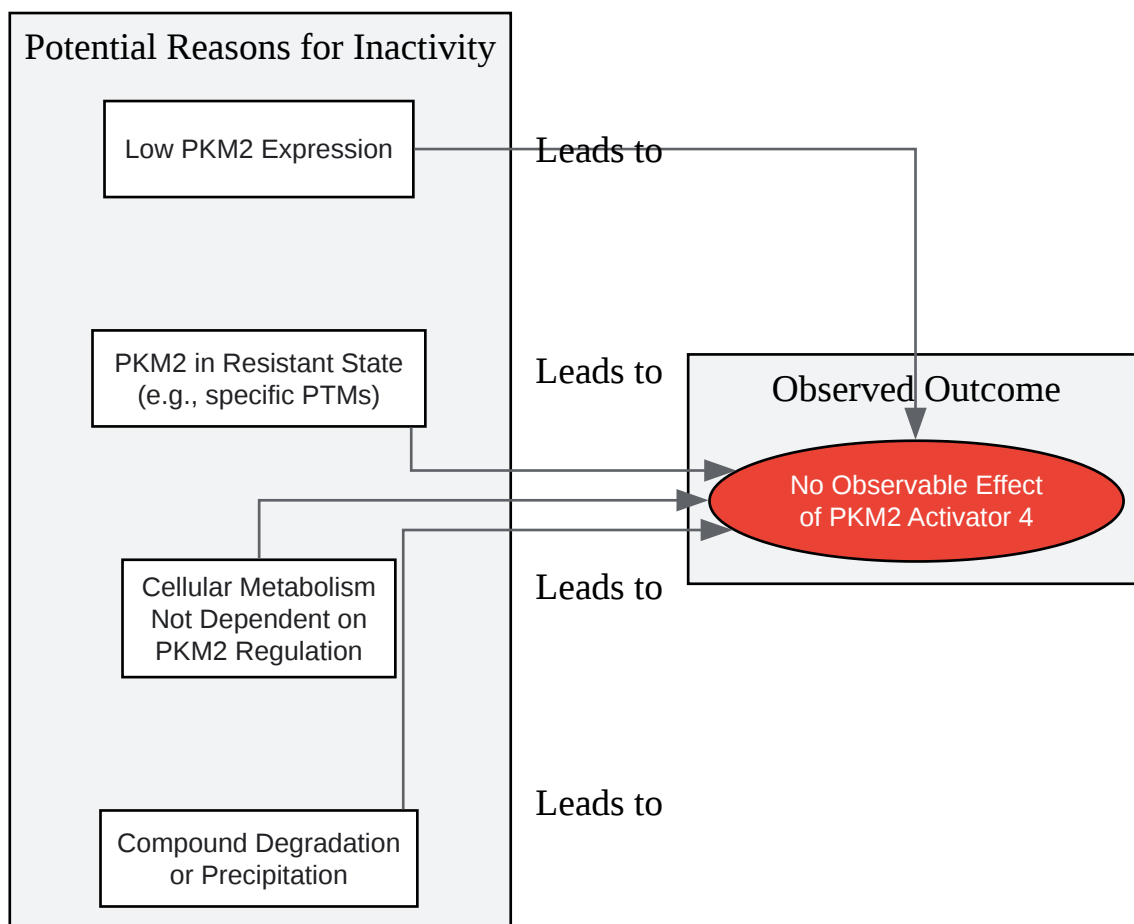 Potential Reasons for Inactivity
Low PKM2 Expression
Leads to
PKM2 in Resistant State
(e.g., specific PTMs)
Leads to
Observed Outcome
No Observable Effect
of PKM2 Activator 4
Cellular Metabolism
Not Dependent on
PKM2 Regulation
Leads to
Compound Degradation
or Precipitation
Leads to